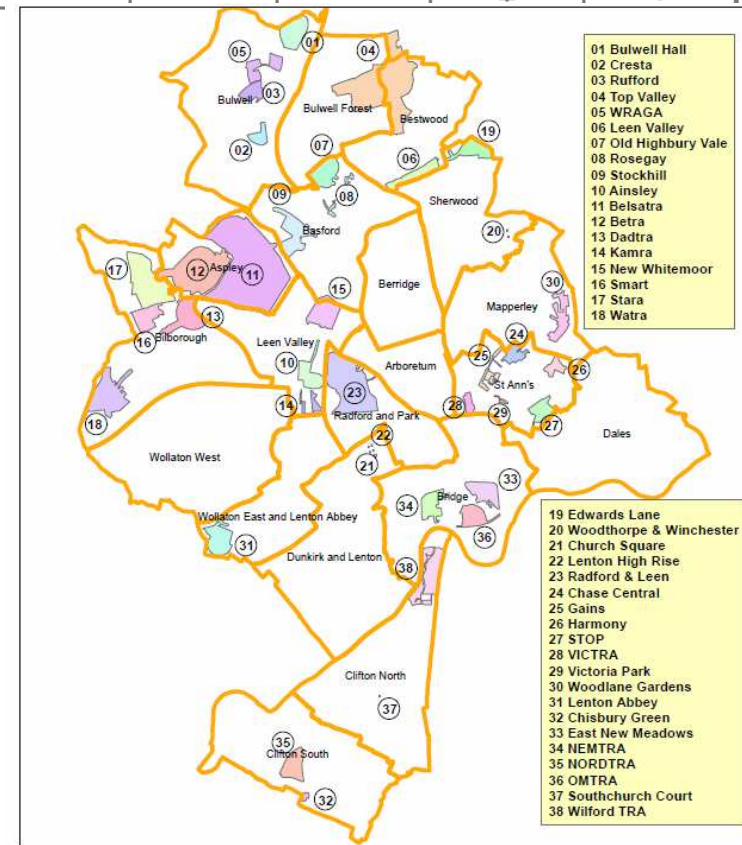 01 Bulwell Hall
02 Cresta
03 Rufford
04 Top Valley
05 WRAGA
06 Leen Valley
07 Old Highbury Vale
08 Rosegay
09 Stockhill
10 Ainsley
11 Belsatra
12 Betra
13 Dadtra
14 Kamra
15 New Whitemoor
16 Smart
17 Stara
18 Watra
01
05
04
03
Bulwell
Bulwell Forest
Bestwood
02
07
06
19
08
09
Sherwood
Basford
20
17
12
Aspley
11
Berridge
30
15
Mapperley
13
16
Bilborough
Leen Valley
24
10
Arboretum
25
St Ann's
26
23
14
28
29
18
Radford and Park
22
27
Dales
21
Wollaton West
33
34
Bridge
Wollaton East and Lenton Abbey
36
31
Dunkirk and Lenton
38
Clifton North
37
35
Clifton South
32
19 Edwards Lane
20 Woodthorpe & Winchester
21 Church Square
22 Lenton High Rise
23 Radford & Leen
24 Chase Central
25 Gains
26 Harmony
27 STOP
28 VICTRA
29 Victoria Park
30 Woodlane Gardens
31 Lenton Abbey
32 Chisbury Green
33 East New Meadows
34 NEMTRA
35 NORDTRA
36 OMTRA
37 Southchurch Court
38 Wilford TRA